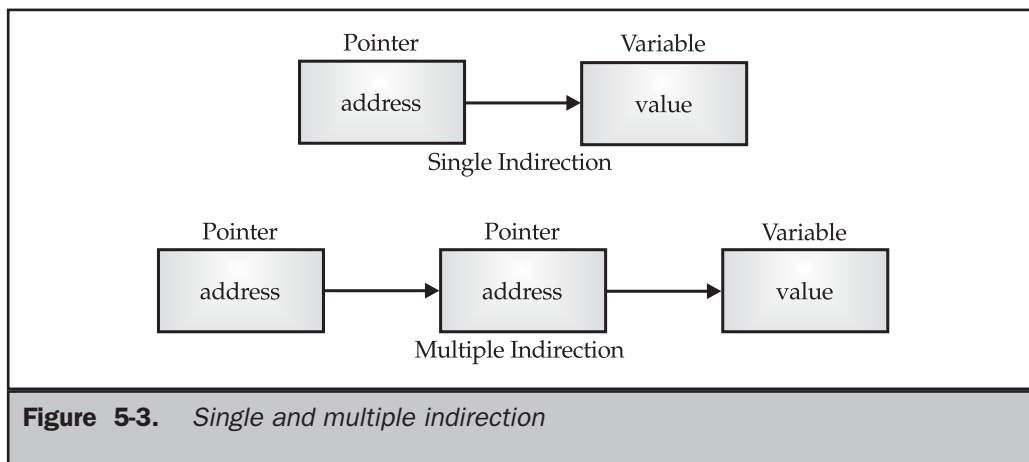 Pointer Variable
address value
Single Indirection
Pointer Pointer Variable
address address value
Multiple Indirection
Figure 5-3. Single and multiple indirection